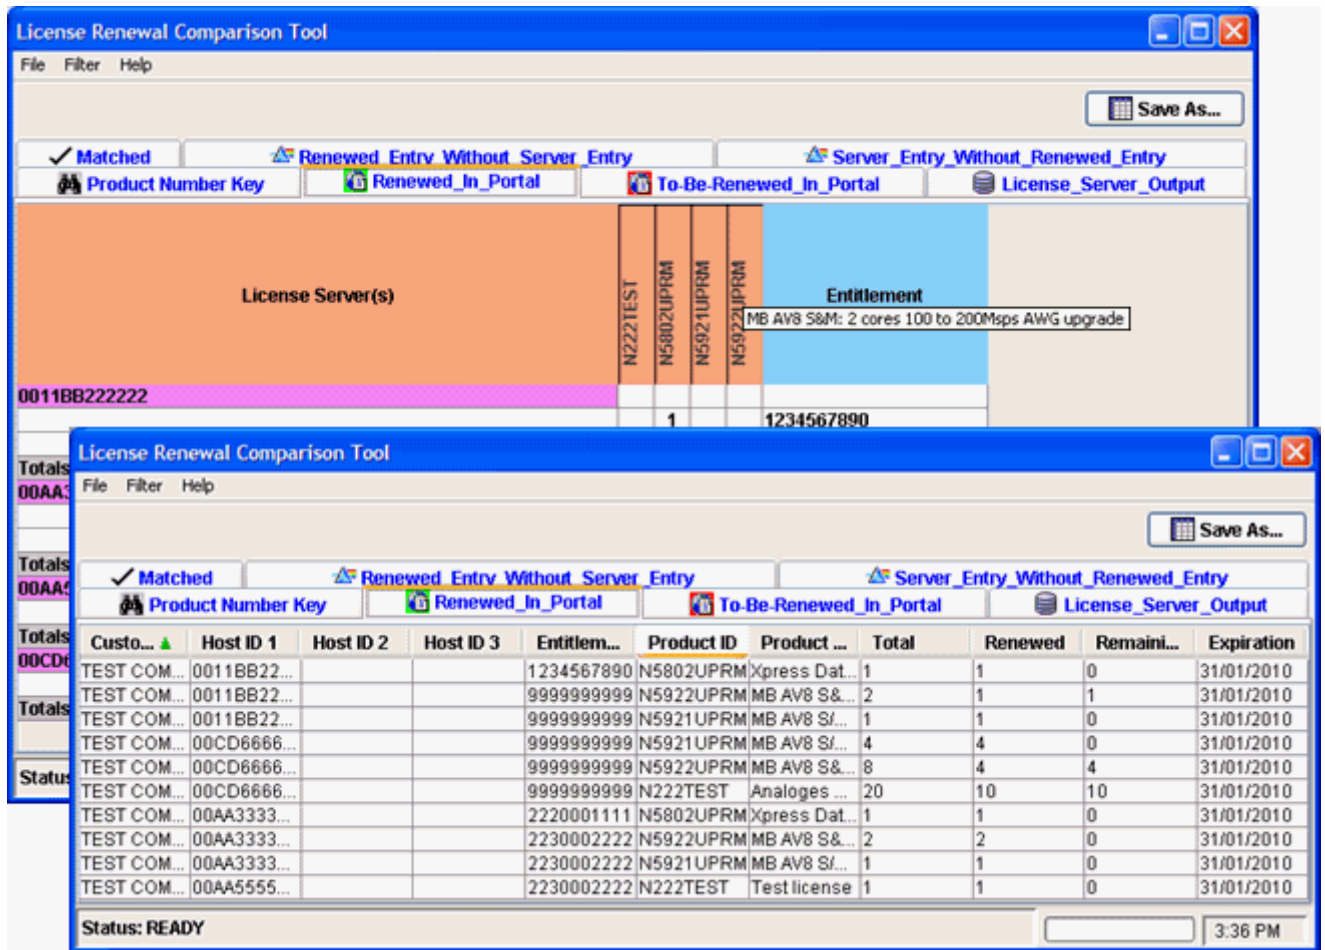 License Renewal Comparison Tool
File Filter Help
Save As...
Matched Renewed_Entry_Without_Server_Entry Server_Entry_Without_Renewed_Entry
Product Number Key Renewed_In_Portal To-Be-Renewed_In_Portal License_Server_Output
License Server(s) N222TEST N5802UPRM N5921UPRM N5922UPRM Entitlement
MB AV8 S&M: 2 cores 100 to 200Msps AWG upgrade
0011BB222222
1 1234567890
Totals
00AA3
Totals
00AA5
Totals
00CD6
Totals
Status
License Renewal Comparison Tool
File Filter Help
Save As...
Matched Renewed_Entry_Without_Server_Entry Server_Entry_Without_Renewed_Entry
Product Number Key Renewed_In_Portal To-Be-Renewed_In_Portal License_Server_Output
Custo... Host ID 1 Host ID 2 Host ID 3 Entitlem... Product ID Product ... Total Renewed Remaini... Expiration
TEST COM... 0011BB22... 1234567890 N5802UPRM Xpress Dat... 1 1 0 31/01/2010
TEST COM... 0011BB22... 9999999999 N5922UPRM MB AV8 S&... 2 1 1 31/01/2010
TEST COM... 0011BB22... 9999999999 N5921UPRM MB AV8 S/... 1 1 0 31/01/2010
TEST COM... 00CD6666... 9999999999 N5921UPRM MB AV8 S/... 4 4 0 31/01/2010
TEST COM... 00CD6666... 9999999999 N5922UPRM MB AV8 S&... 8 4 4 31/01/2010
TEST COM... 00CD6666... 9999999999 N222TEST Analoges ... 20 10 10 31/01/2010
TEST COM... 00AA3333... 2220001111 N5802UPRM Xpress Dat... 1 1 0 31/01/2010
TEST COM... 00AA3333... 2230002222 N5922UPRM MB AV8 S&... 2 2 0 31/01/2010
TEST COM... 00AA3333... 2230002222 N5921UPRM MB AV8 S/... 1 1 0 31/01/2010
TEST COM... 00AA5555... 2230002222 N222TEST Test license 1 1 0 31/01/2010
Status: READY 3:36 PM